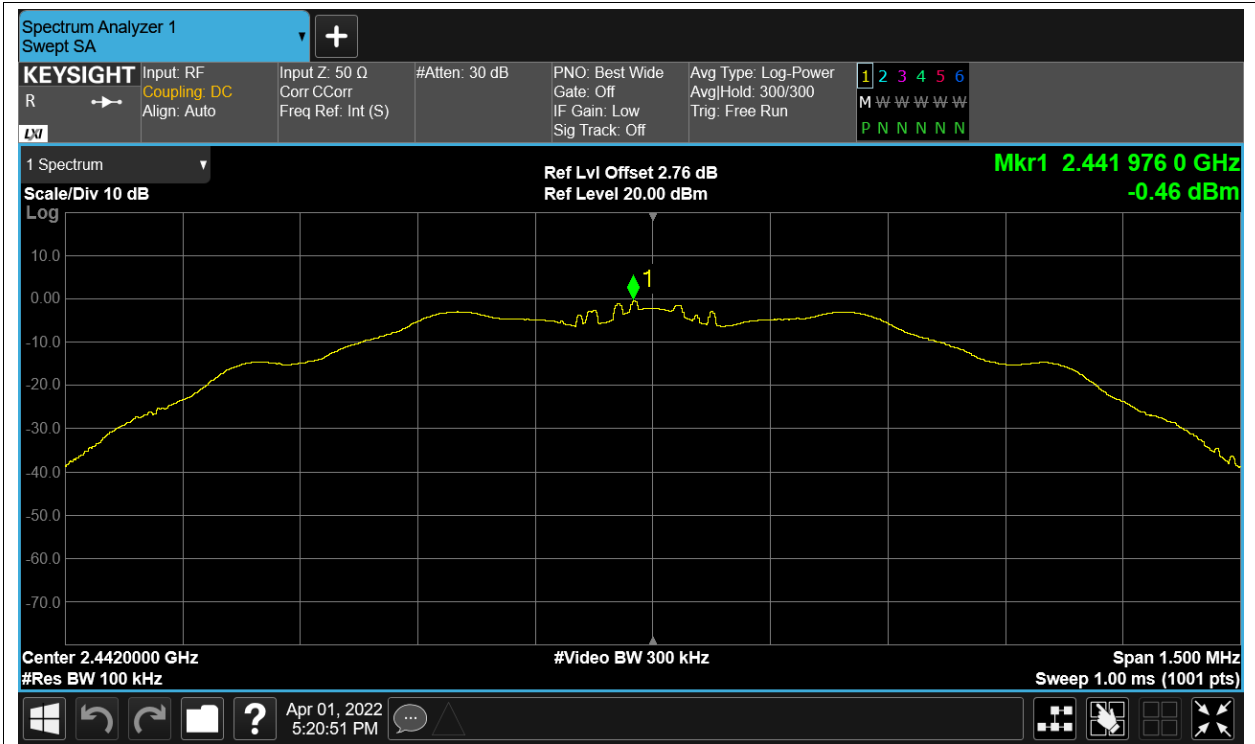 Spectrum Analyzer 1
Swept SA
+
KEYSIGHT
R
LXI
Input: RF
Coupling: DC
Align: Auto
Input Z: 50 Ω
Corr CCorr
Freq Ref: Int (S)
#Atten: 30 dB
PNO: Best Wide
Gate: Off
IF Gain: Low
Sig Track: Off
Avg Type: Log-Power
Avg|Hold: 300/300
Trig: Free Run
1 2 3 4 5 6
M W W W W W
P N N N N N
1 Spectrum
Scale/Div 10 dB
Log
Ref Lvl Offset 2.76 dB
Ref Level 20.00 dBm
Mkr1 2.441 976 0 GHz
-0.46 dBm
1
10.0
0.00
-10.0
-20.0
-30.0
-40.0
-50.0
-60.0
-70.0
Center 2.4420000 GHz
#Res BW 100 kHz
#Video BW 300 kHz
Span 1.500 MHz
Sweep 1.00 ms (1001 pts)
?
Apr 01, 2022
5:20:51 PM